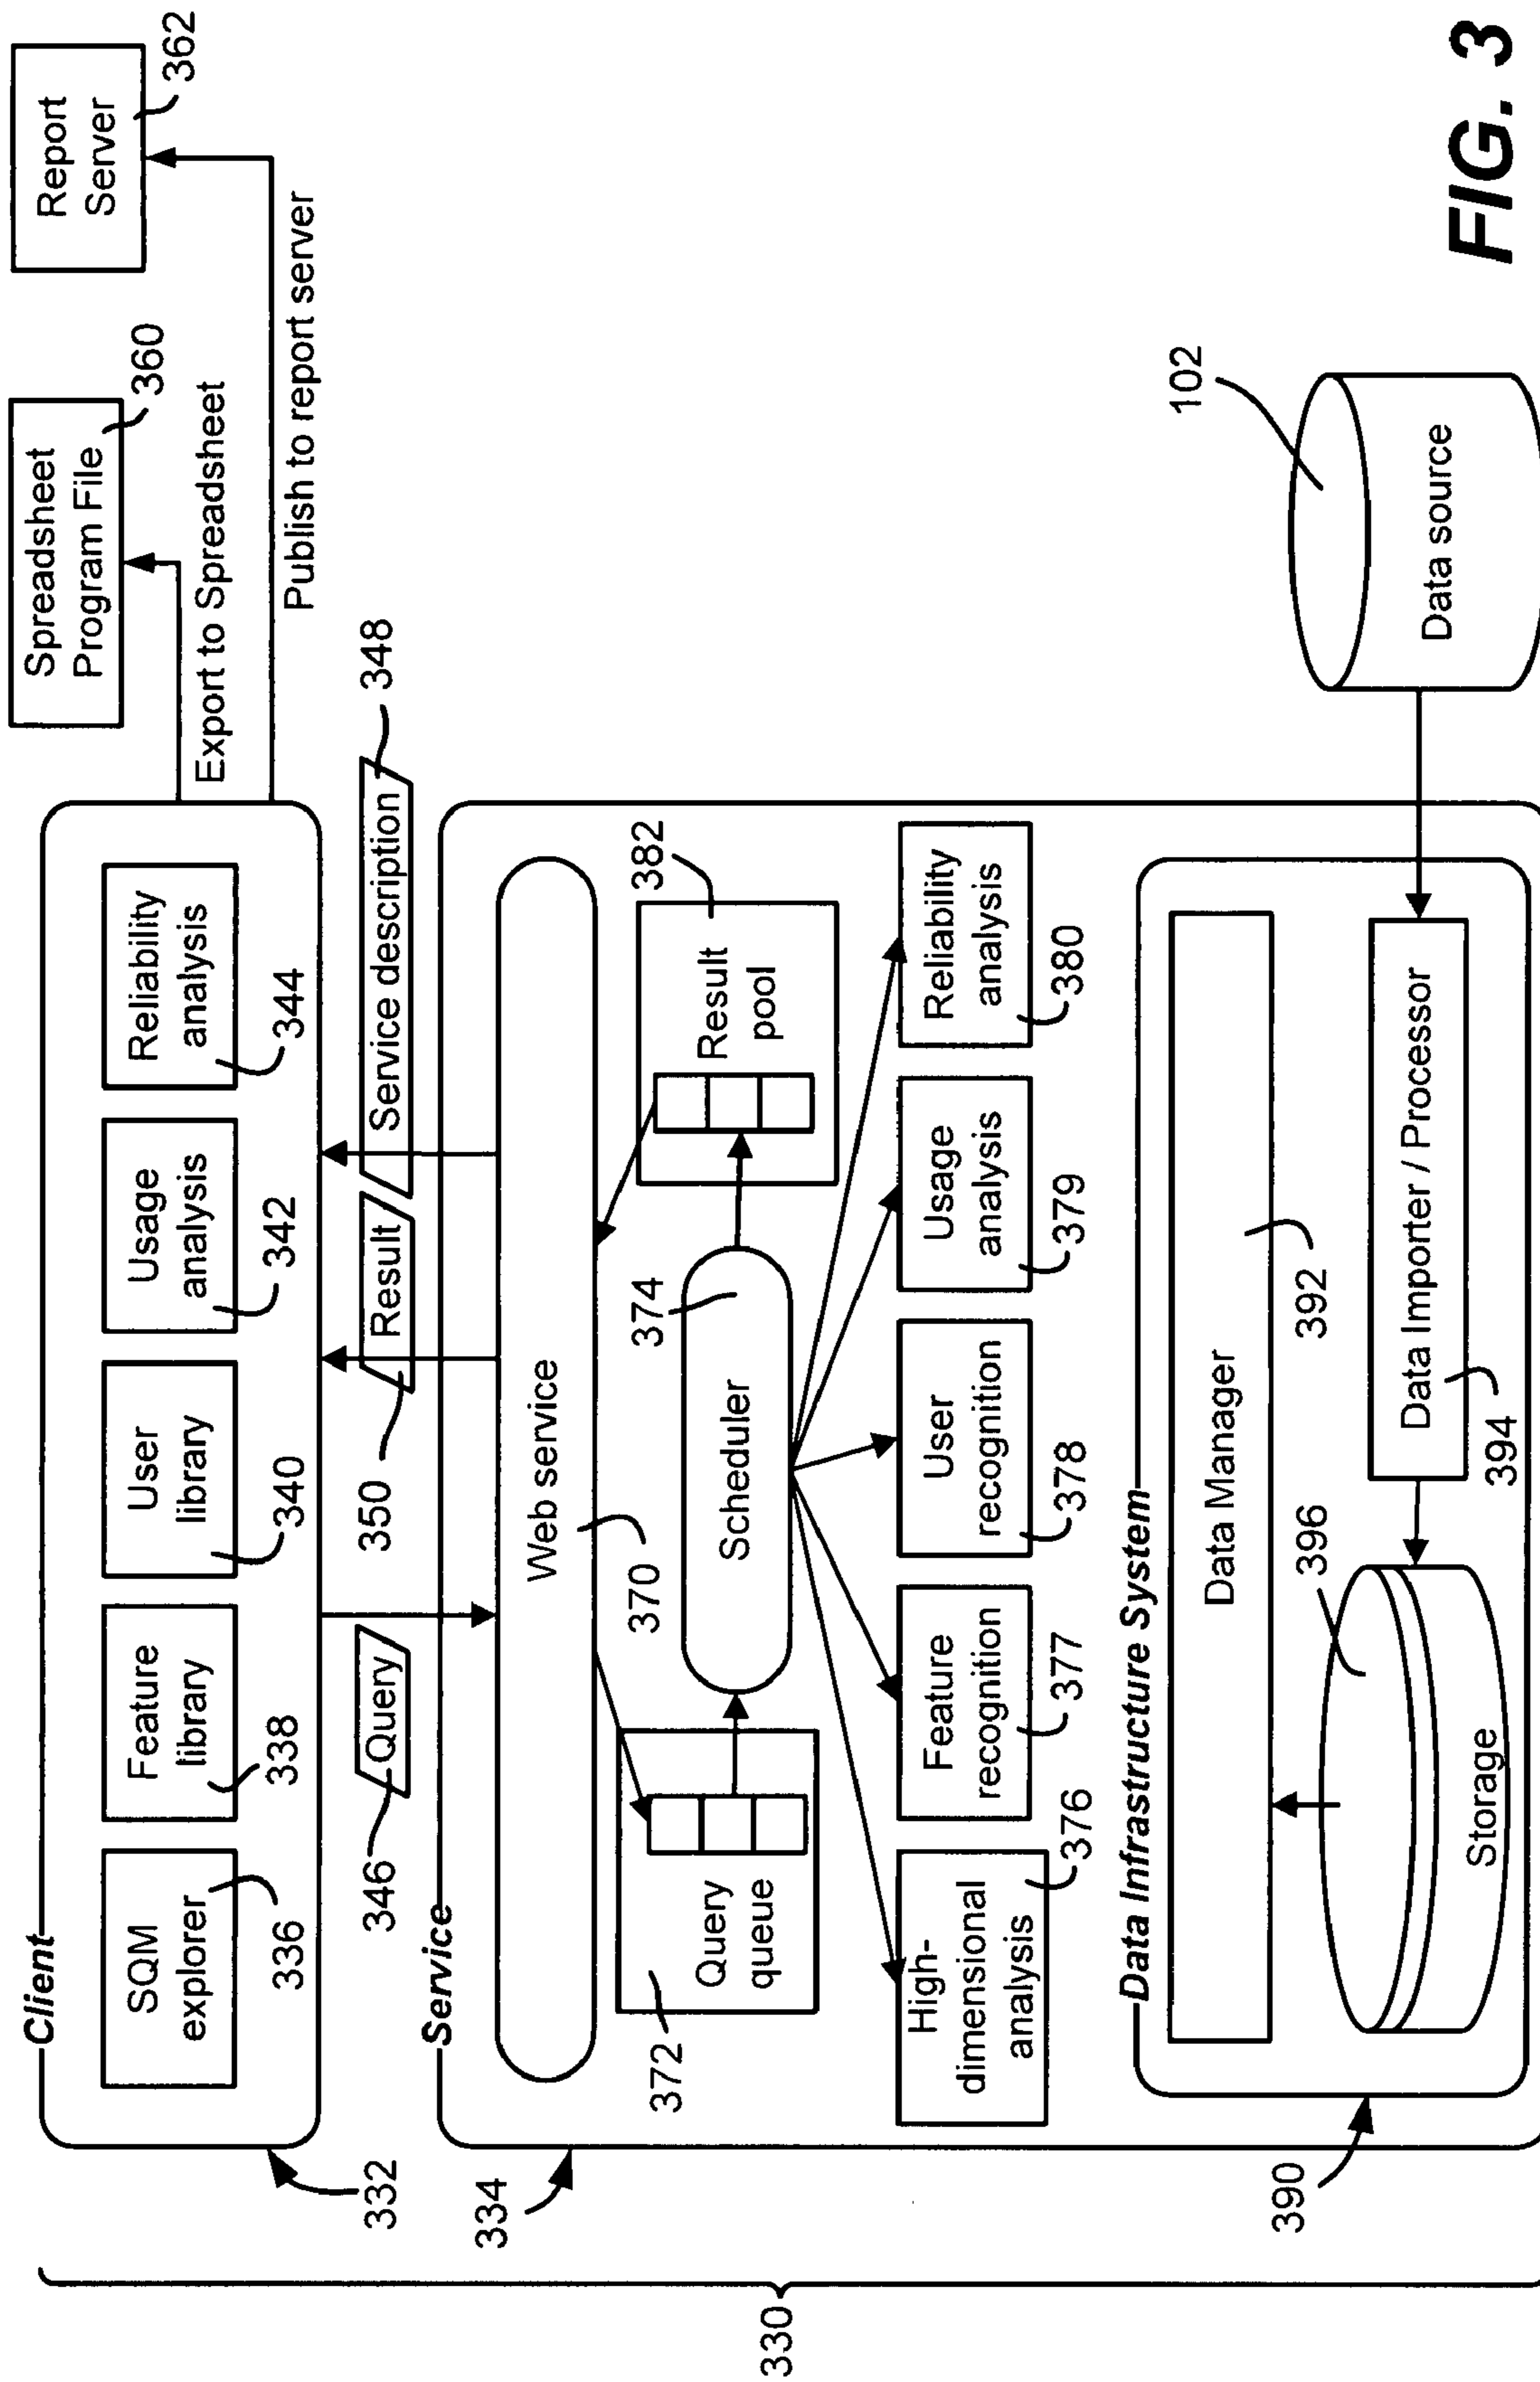 Report
Server
362
Spreadsheet
Program File
360
Export to Spreadsheet
Publish to report server
Client
SQM
explorer
336
Feature
library
338
User
library
340
Usage
analysis
342
Reliability
analysis
344
332
346
Query
350
Result
Service description
348
Service
334
Web service
370
372
Query
queue
374
Scheduler
382
Result
pool
High-
dimensional
analysis
376
Feature
recognition
377
User
recognition
378
Usage
analysis
379
Reliability
analysis
380
Data Infrastructure System
390
Data Manager
392
396
Storage
Data Importer / Processor
394
102
Data source
330
FIG. 3